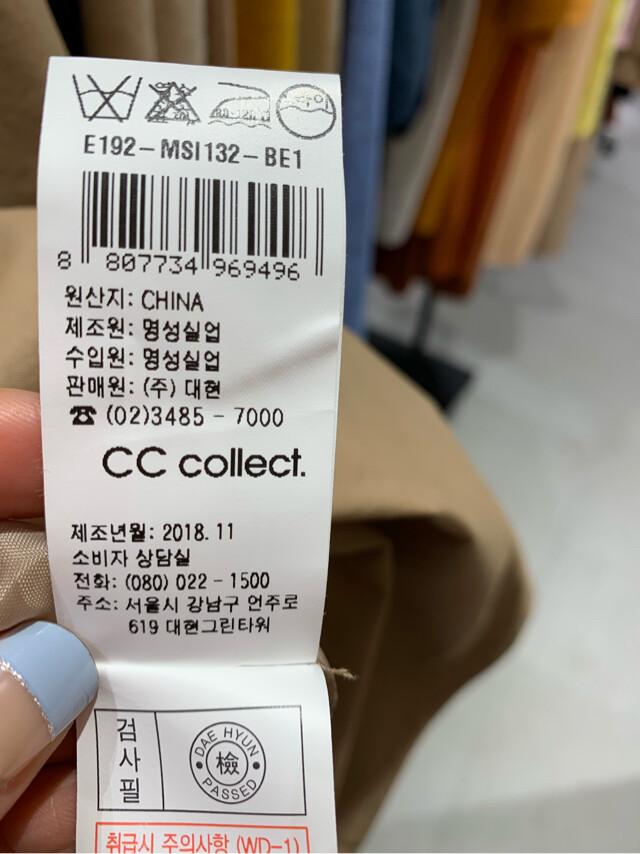 E192-MSI132-BE1
8 807734 969496
원산지: CHINA
제조원: 명성실업
수입원: 명성실업
판매원: (주) 대현
☎ (02)3485-7000
CC collect.
제조년월: 2018.11
소비자 상담실
전화: (080) 022-1500
주소: 서울시 강남구 언주로
619 대현그린타워
검사필
DAE HYUN
檢
PASSED
취급시 주의사항 (WD-1)